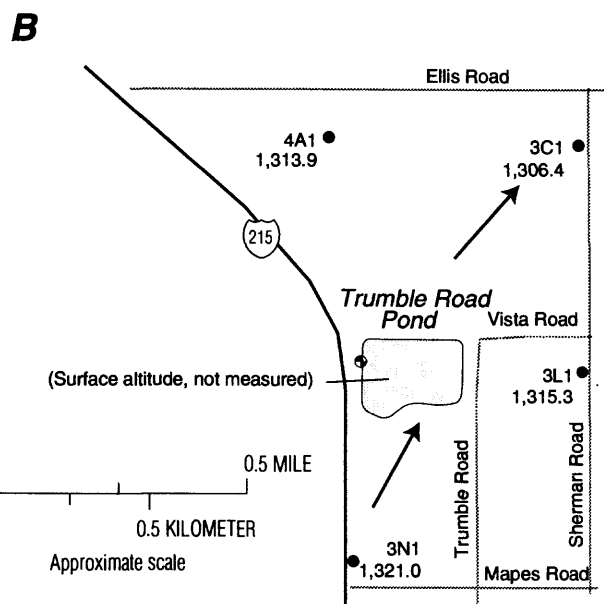 B
Ellis Road
4A1
1,313.9
3C1
1,306.4
215
Trumble Road
Pond
Vista Road
(Surface altitude, not measured)
3L1
1,315.3
Trumble Road
Sherman Road
0.5 MILE
0.5 KILOMETER
Approximate scale
3N1
1,321.0
Mapes Road